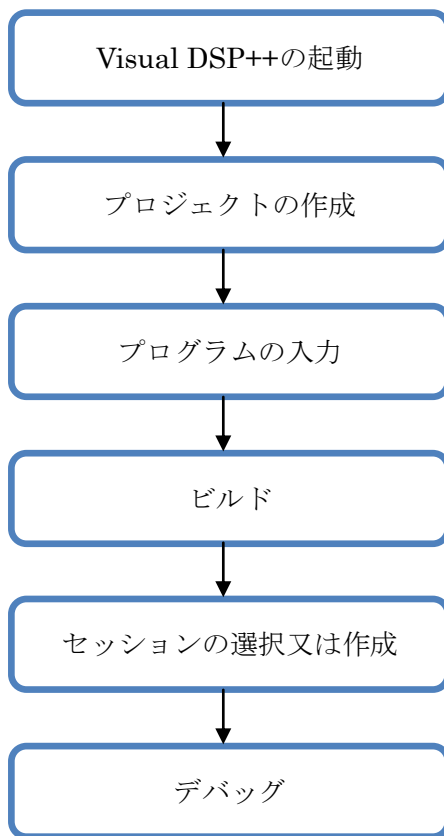 Visual DSP++の起動
プロジェクトの作成
プログラムの入力
ビルド
セッションの選択又は作成
デバッグ